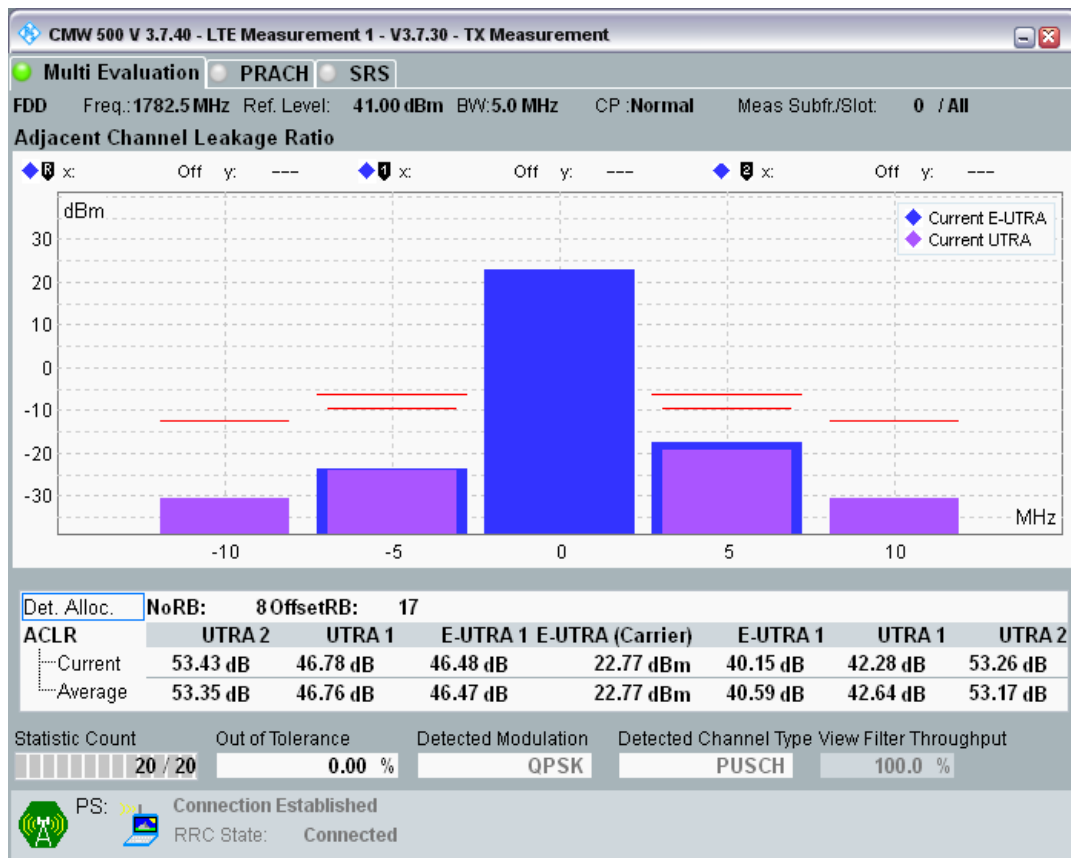 CMW 500 V 3.7.40 - LTE Measurement 1 - V3.7.30 - TX Measurement
Multi Evaluation PRACH SRS
FDD Freq.:1782.5 MHz Ref. Level: 41.00 dBm BW:5.0 MHz CP :Normal Meas Subfr./Slot: 0 / All
Adjacent Channel Leakage Ratio
R x: Off y: --- 1 x: Off y: --- 2 x: Off y: ---
dBm
Current E-UTRA
Current UTRA
30
20
10
0
-10
-20
-30
MHz
-10 -5 0 5 10
Det. Alloc. NoRB: 8 OffsetRB: 17
ACLR UTRA 2 UTRA 1 E-UTRA 1 E-UTRA (Carrier) E-UTRA 1 UTRA 1 UTRA 2
Current 53.43 dB 46.78 dB 46.48 dB 22.77 dBm 40.15 dB 42.28 dB 53.26 dB
Average 53.35 dB 46.76 dB 46.47 dB 22.77 dBm 40.59 dB 42.64 dB 53.17 dB
Statistic Count Out of Tolerance Detected Modulation Detected Channel Type View Filter Throughput
20 / 20 0.00 % QPSK PUSCH 100.0 %
PS: Connection Established
RRC State: Connected